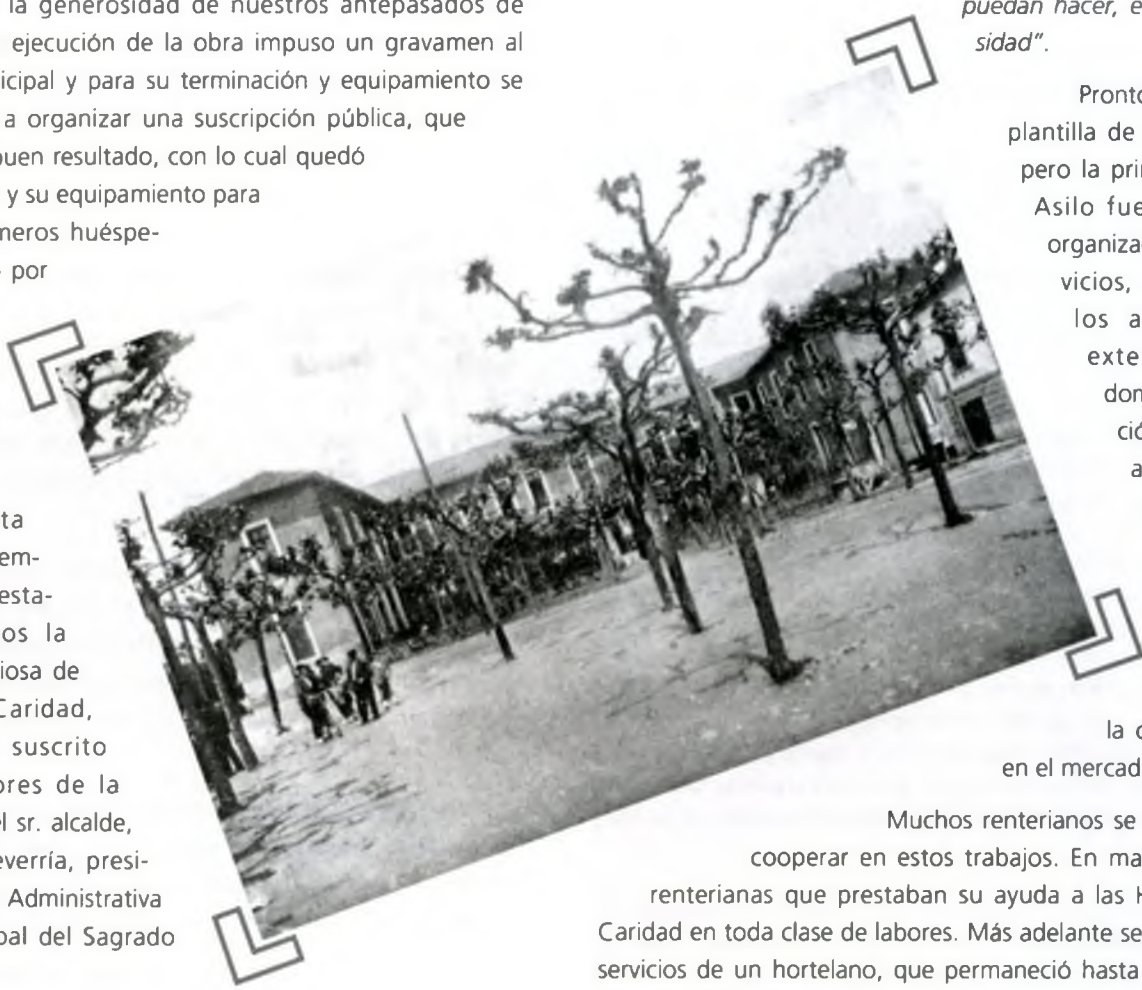 la generosidad de nuestros antepasados de
ejecución de la obra impuso un gravamen al
icipal y para su terminación y equipamiento se
a organizar una suscripción pública, que
buen resultado, con lo cual quedó
y su equipamiento para
meros huéspe-
por
ta
em-
esta-
os la
iosa de
Caridad,
suscrito
ores de la
el sr. alcalde,
everría, presi-
Administrativa
pal del Sagrado
puedan hacer, e
sidad".
Pronto
plantilla de
pero la pri
Asilo fue
organiza
vicios,
los a
exte
dom
ció
a
la c
en el mercad
Muchos renterianos se
cooperar en estos trabajos. En ma
renterianas que prestaban su ayuda a las H
Caridad en toda clase de labores. Más adelante se
servicios de un hortelano, que permaneció hasta